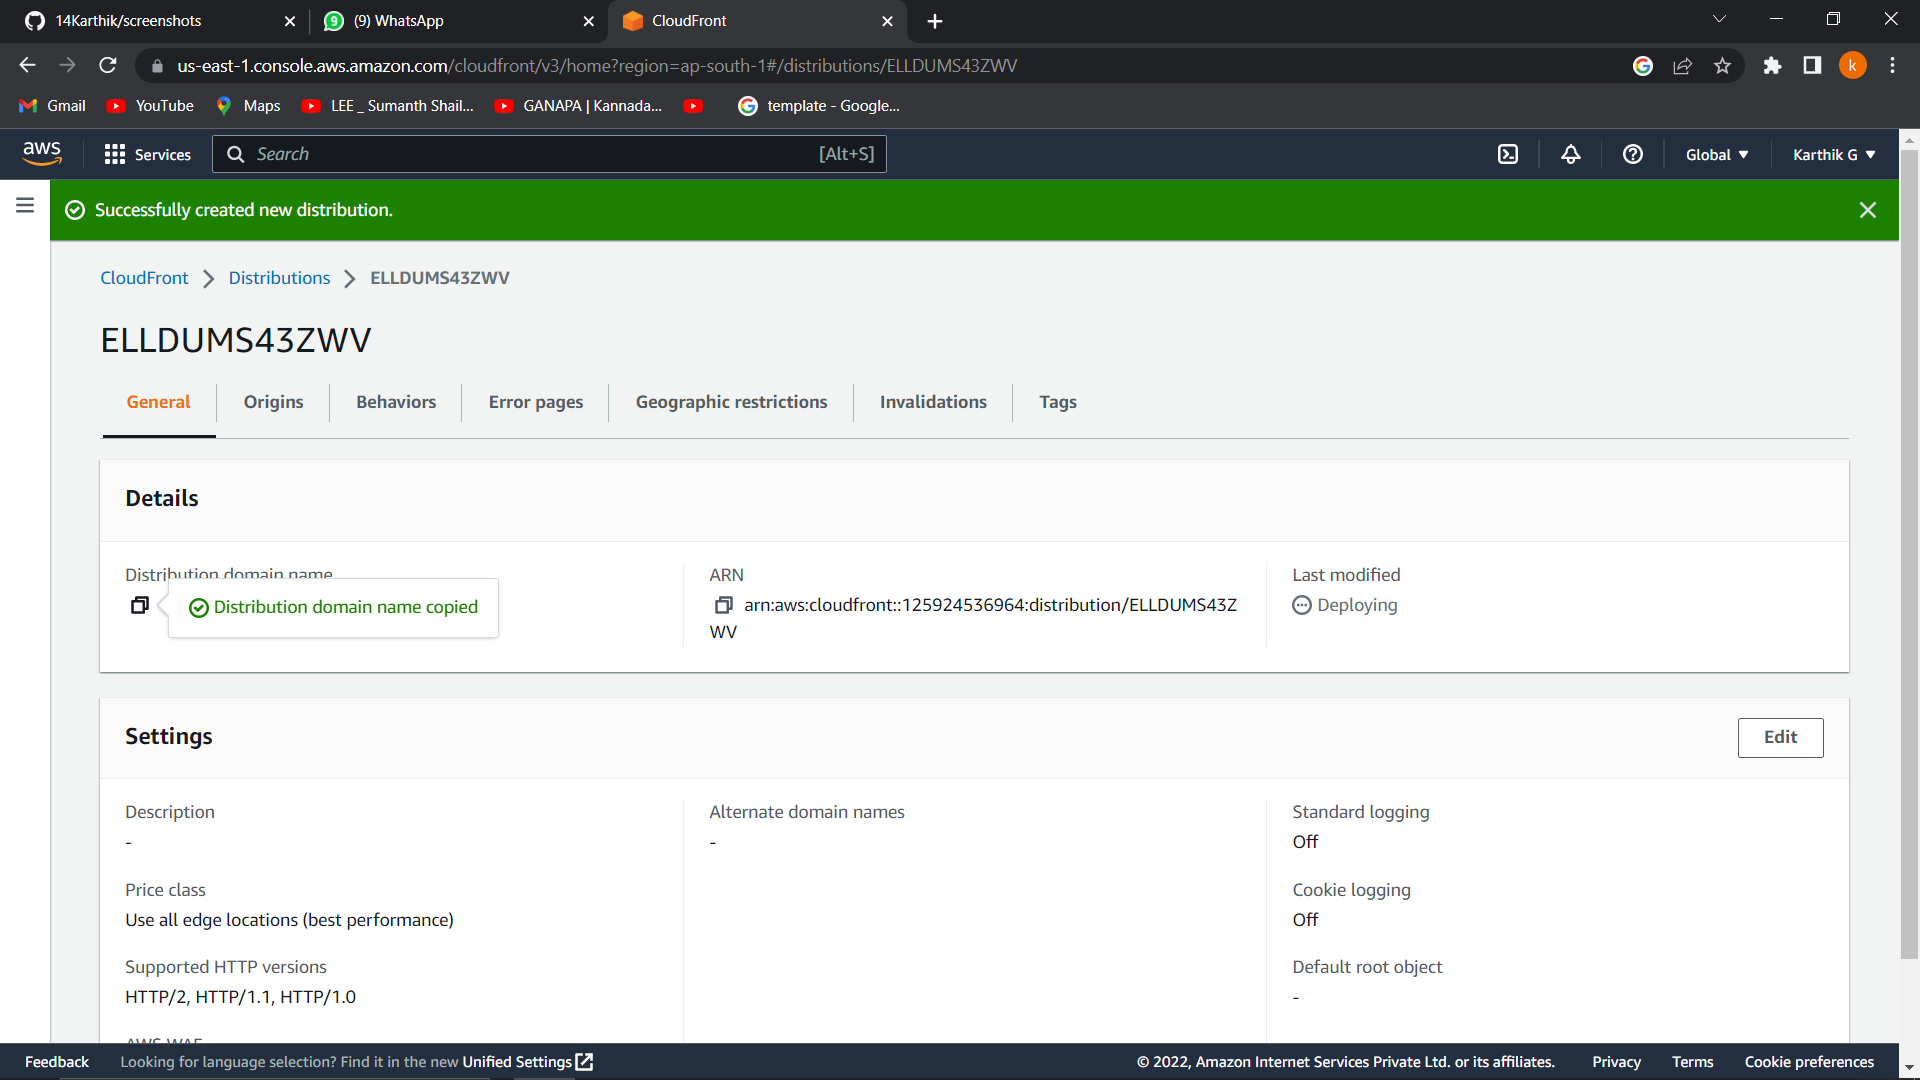 14Karthik/screenshots
(9) WhatsApp
CloudFront
us-east-1.console.aws.amazon.com/cloudfront/v3/home?region=ap-south-1#/distributions/ELLDUMS43ZWV
k
Gmail
YouTube
Maps
LEE _ Sumanth Shail...
GANAPA | Kannada...
template - Google...
aws
Services
Search
[Alt+S]
Global
Karthik G
Successfully created new distribution.
CloudFront
Distributions
ELLDUMS43ZWV
ELLDUMS43ZWV
General
Origins
Behaviors
Error pages
Geographic restrictions
Invalidations
Tags
Details
Distribution domain name
Distribution domain name copied
ARN
arn:aws:cloudfront::125924536964:distribution/ELLDUMS43Z
WV
Last modified
Deploying
Settings
Edit
Description
-
Alternate domain names
-
Standard logging
Off
Price class
Use all edge locations (best performance)
Cookie logging
Off
Supported HTTP versions
HTTP/2, HTTP/1.1, HTTP/1.0
Default root object
-
AWS WAF
Feedback
Looking for language selection? Find it in the new Unified Settings
© 2022, Amazon Internet Services Private Ltd. or its affiliates.
Privacy
Terms
Cookie preferences